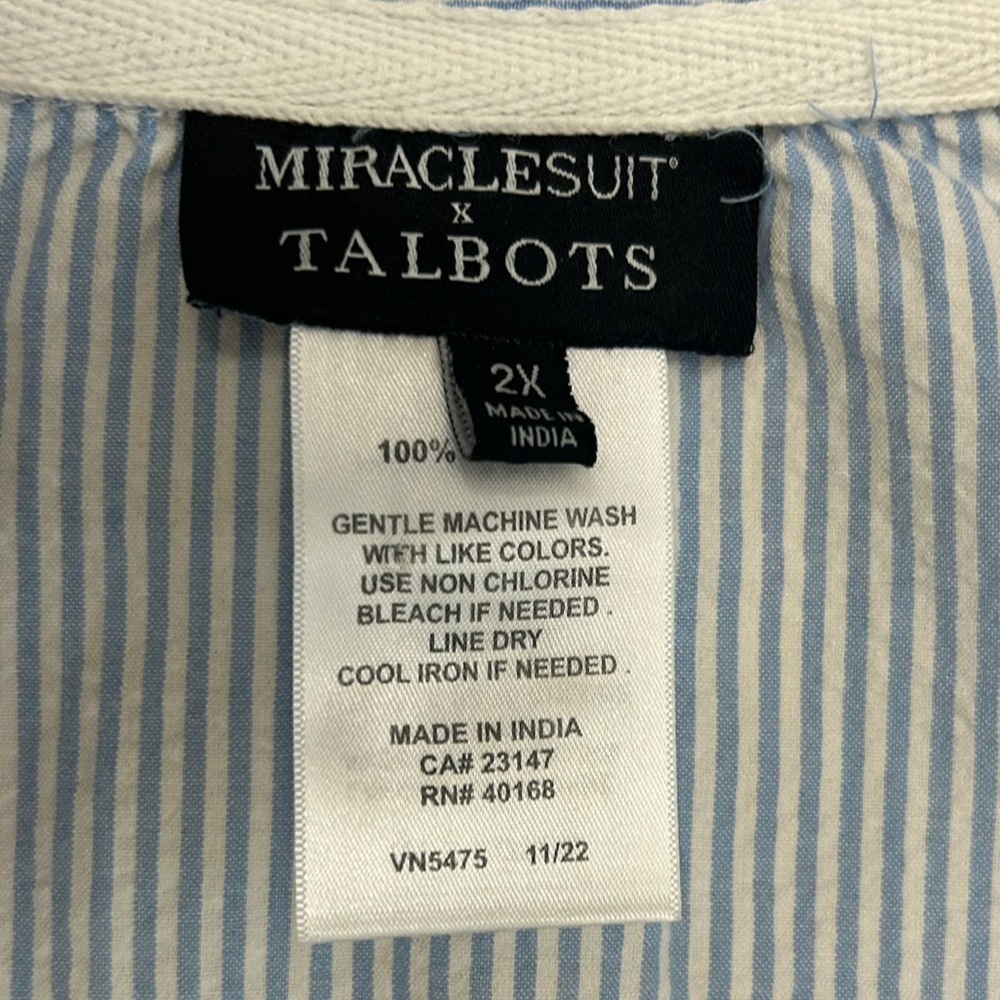 MIRACLESUIT®
X
TALBOTS
2X
MADE IN
INDIA
100%
GENTLE MACHINE WASH
WITH LIKE COLORS.
USE NON CHLORINE
BLEACH IF NEEDED .
LINE DRY
COOL IRON IF NEEDED .
MADE IN INDIA
CA# 23147
RN# 40168
VN5475 11/22